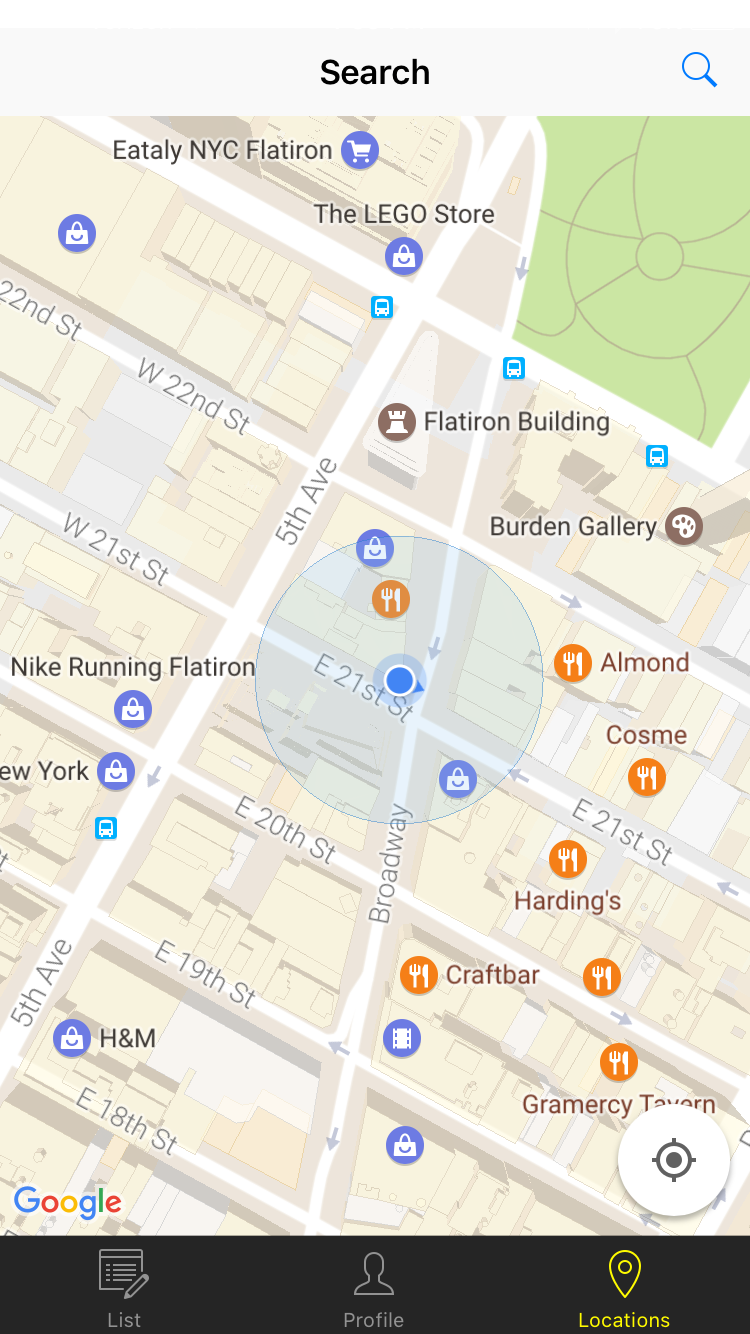 Search
Eataly NYC Flatiron
The LEGO Store
22nd St
W 22nd St
Flatiron Building
5th Ave
W 21st St
Burden Gallery
Nike Running Flatiron
E 21st St
Almond
Cosme
ew York
E 20th St
E 21st St
Broadway
Harding's
5th Ave
E 19th St
Craftbar
H&M
E 18th St
Gramercy Tavern
Google
List
Profile
Locations